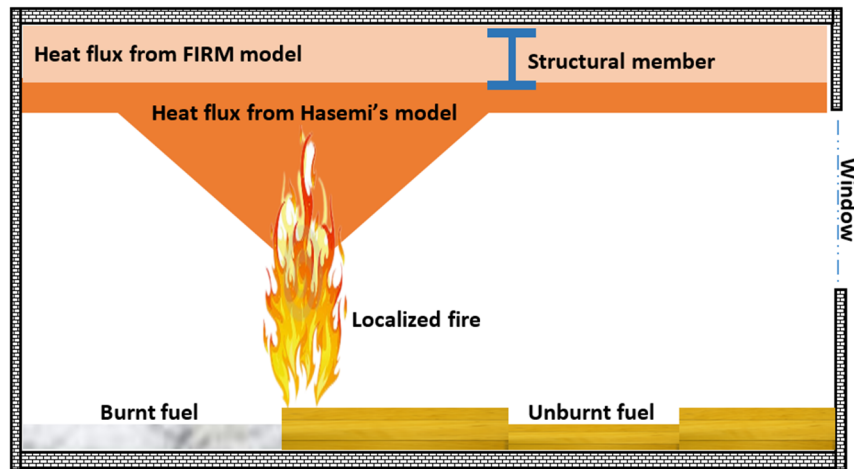 Heat flux from FIRM model
Structural member
Heat flux from Hasemi's model
Window
Localized fire
Burnt fuel
Unburnt fuel